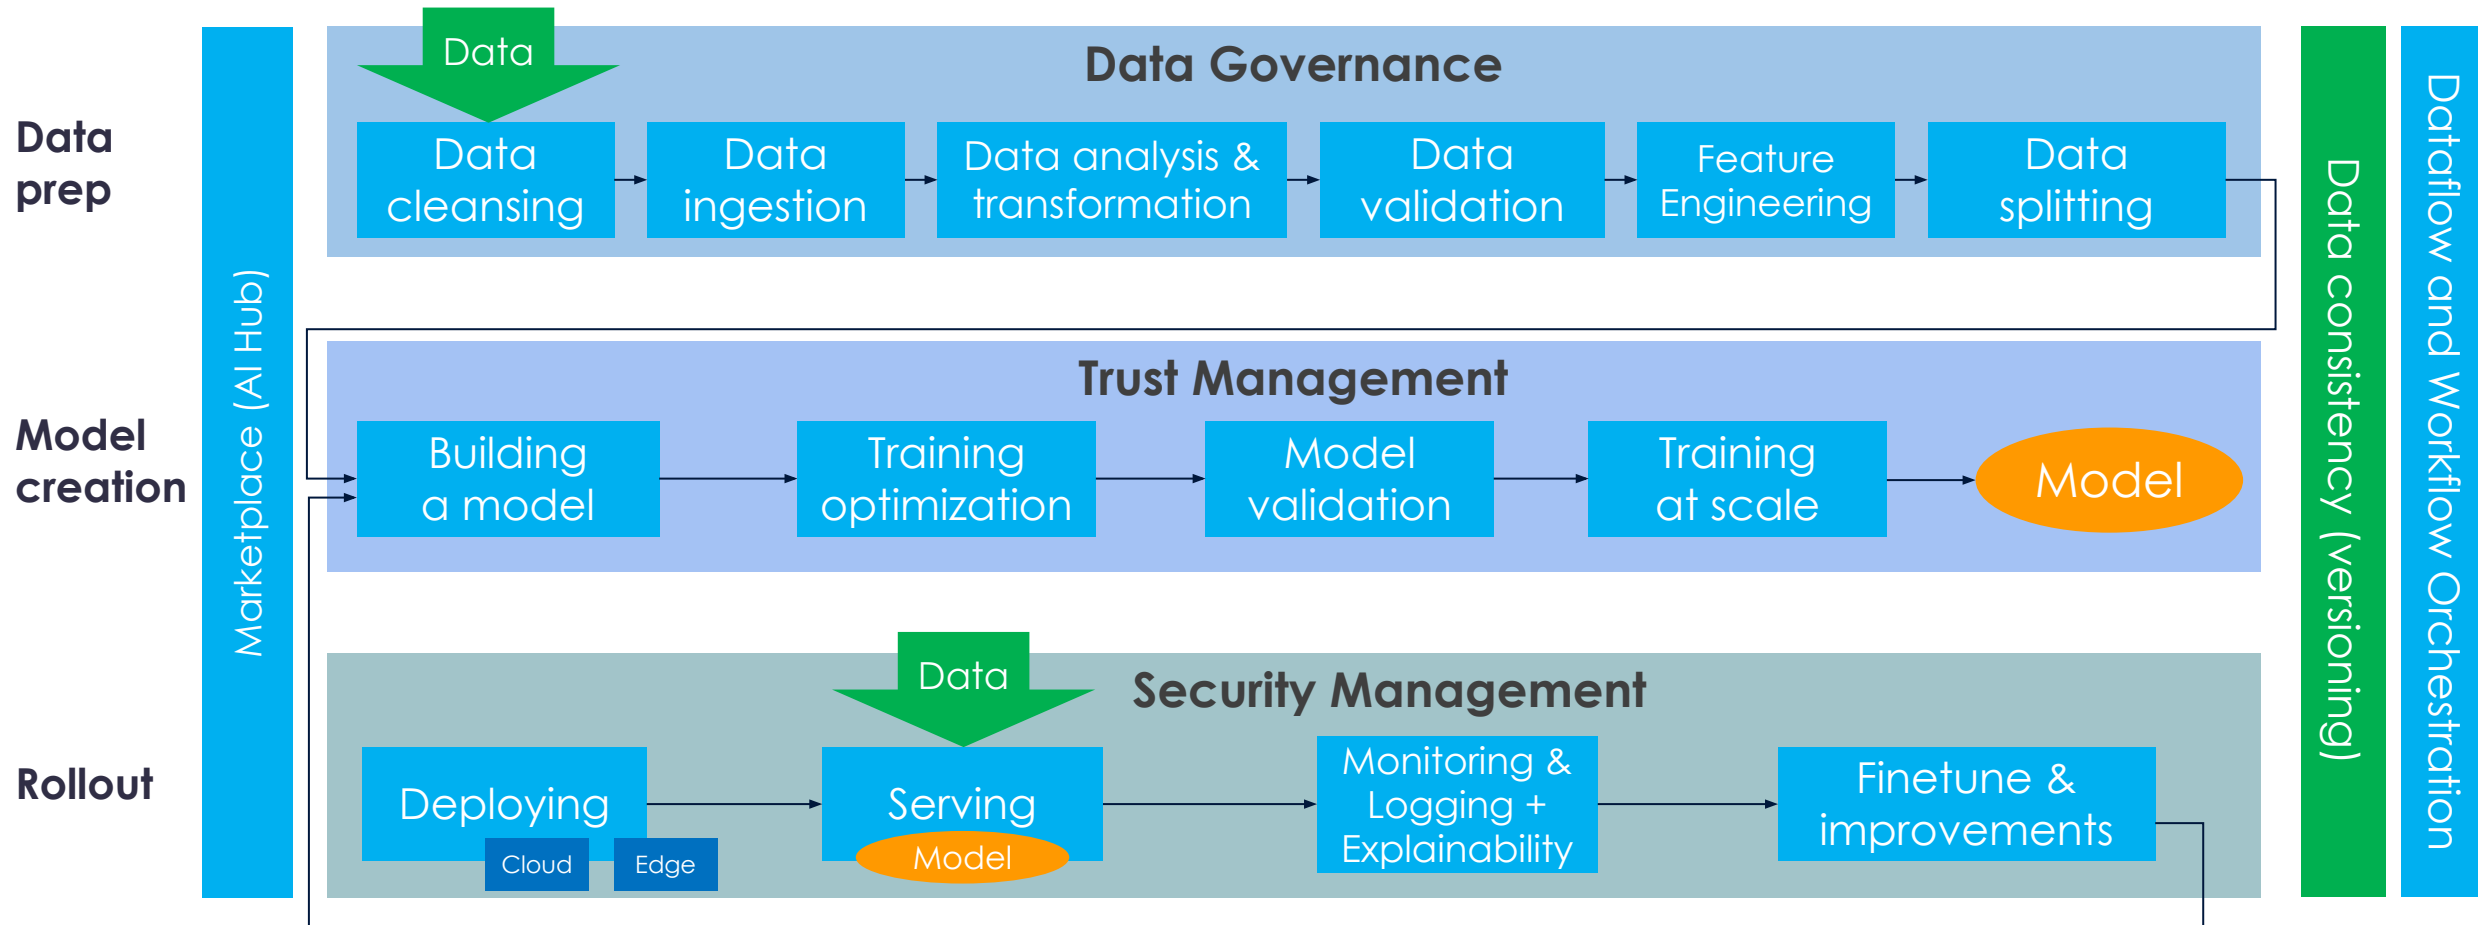 Data
Data Governance
Data
prep
Data
cleansing
Data
ingestion
Data analysis &
transformation
Data
validation
Feature
Engineering
Data
splitting
Marketplace (AI Hub)
Trust Management
Model
creation
Building
a model
Training
optimization
Model
validation
Training
at scale
Model
Data
Security Management
Rollout
Deploying
Cloud
Edge
Serving
Model
Monitoring &
Logging +
Explainability
Finetune &
improvements
Data consistency (versioning)
Dataflow and Workflow Orchestration